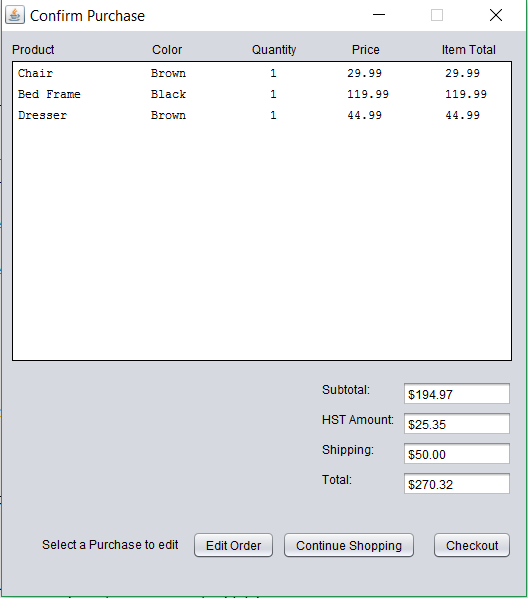 Confirm Purchase
Product Color Quantity Price Item Total
Chair Brown 1 29.99 29.99
Bed Frame Black 1 119.99 119.99
Dresser Brown 1 44.99 44.99
Subtotal: $194.97
HST Amount: $25.35
Shipping: $50.00
Total: $270.32
Select a Purchase to edit Edit Order Continue Shopping Checkout